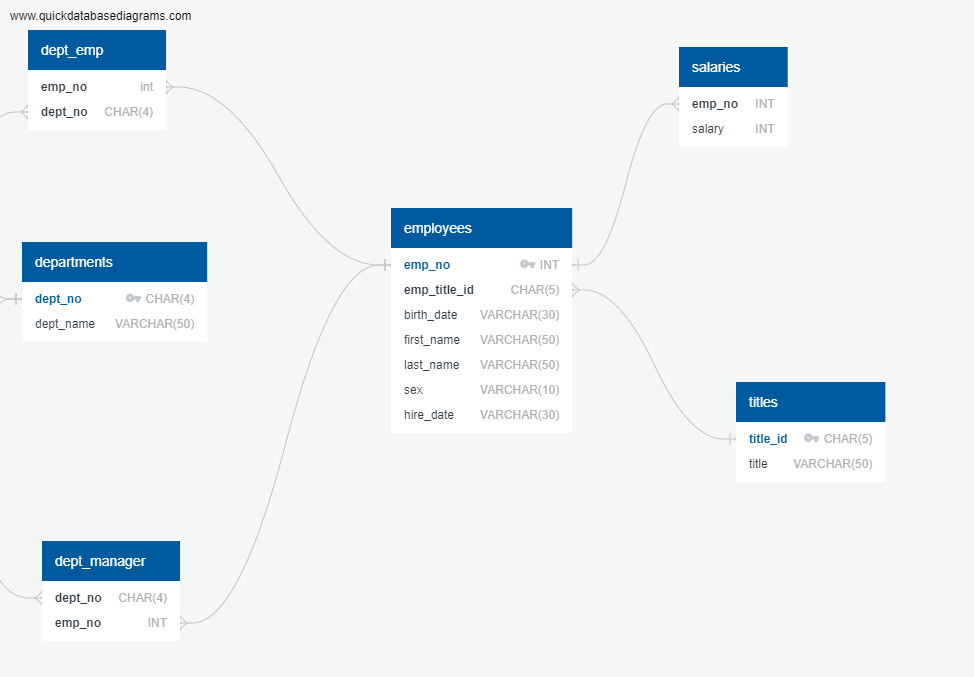 www.quickdatabasediagrams.com
dept_emp
emp_no int
dept_no CHAR(4)
salaries
emp_no INT
salary INT
employees
emp_no INT
emp_title_id CHAR(5)
birth_date VARCHAR(30)
first_name VARCHAR(50)
last_name VARCHAR(50)
sex VARCHAR(10)
hire_date VARCHAR(30)
departments
dept_no CHAR(4)
dept_name VARCHAR(50)
titles
title_id CHAR(5)
title VARCHAR(50)
dept_manager
dept_no CHAR(4)
emp_no INT